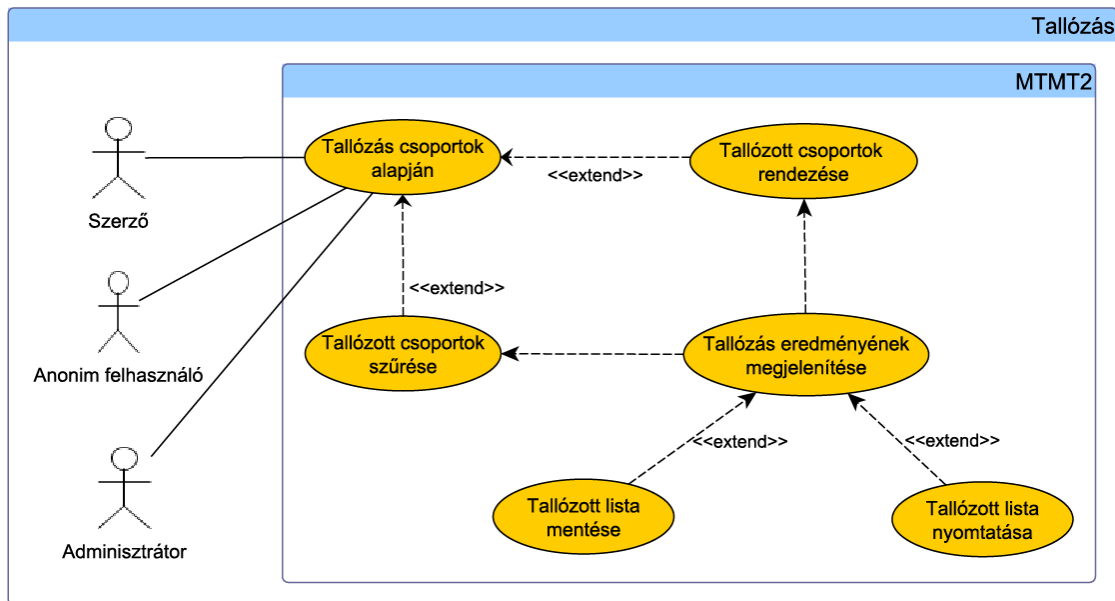 Tallózás
MTMT2
Tallózás csoportok
alapján
Tallózott csoportok
rendezése
<<extend>>
Szerző
<<extend>>
Anonim felhasználó
Tallózott csoportok
szűrése
Tallózás eredményének
megjelenítése
<<extend>>
<<extend>>
Tallózott lista
mentése
Tallózott lista
nyomtatása
Adminisztrátor